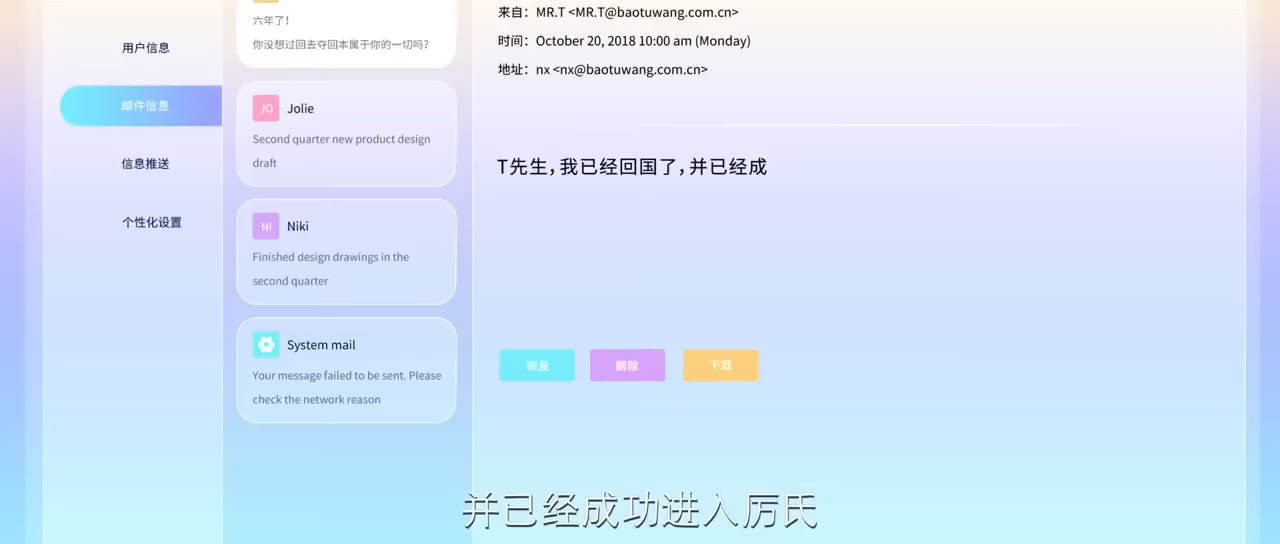 用户信息
邮件信息
信息推送
个性化设置
六年了!
你没想过回去夺回本属于你的一切吗?
JO
Jolie
Second quarter new product design
draft
NI
Niki
Finished design drawings in the
second quarter
System mail
Your message failed to be sent. Please
check the network reason
来自：MR.T <MR.T@baotuwang.com.cn>
时间：October 20, 2018 10:00 am (Monday)
地址：nx <nx@baotuwang.com.cn>
T先生，我已经回国了，并已经成
回复
删除
下载
并已经成功进入厉氏